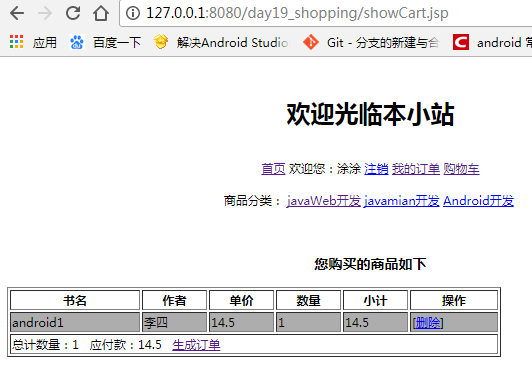 127.0.0.1:8080/day19_shopping/showCart.jsp
应用 百度一下 解决Android Studio Git - 分支的新建与合 android 常
欢迎光临本小站
首页 欢迎您：涂涂 注销 我的订单 购物车
商品分类： javaWeb开发 javamian开发 Android开发
您购买的商品如下
书名 作者 单价 数量 小计 操作
android1 李四 14.5 1 14.5 [删除]
总计数量：1 应付款：14.5 生成订单